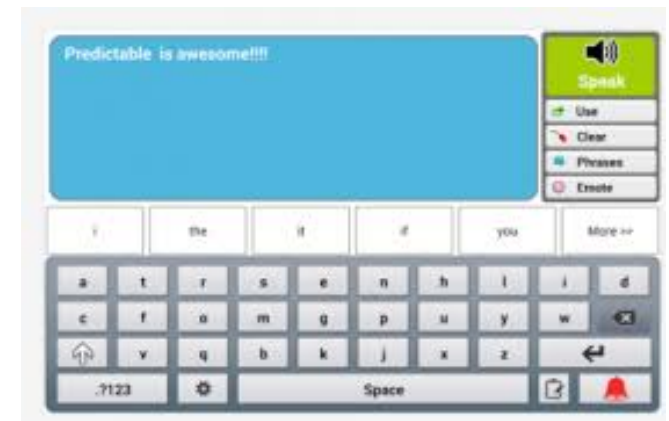 Predictable is awesome!!!!
Speak
Use
Clear
Phrases
Emote
i the it if you More >>
a t r s e n h l i d
c f o m g p u y w
v q b k j x z
.?123 Space